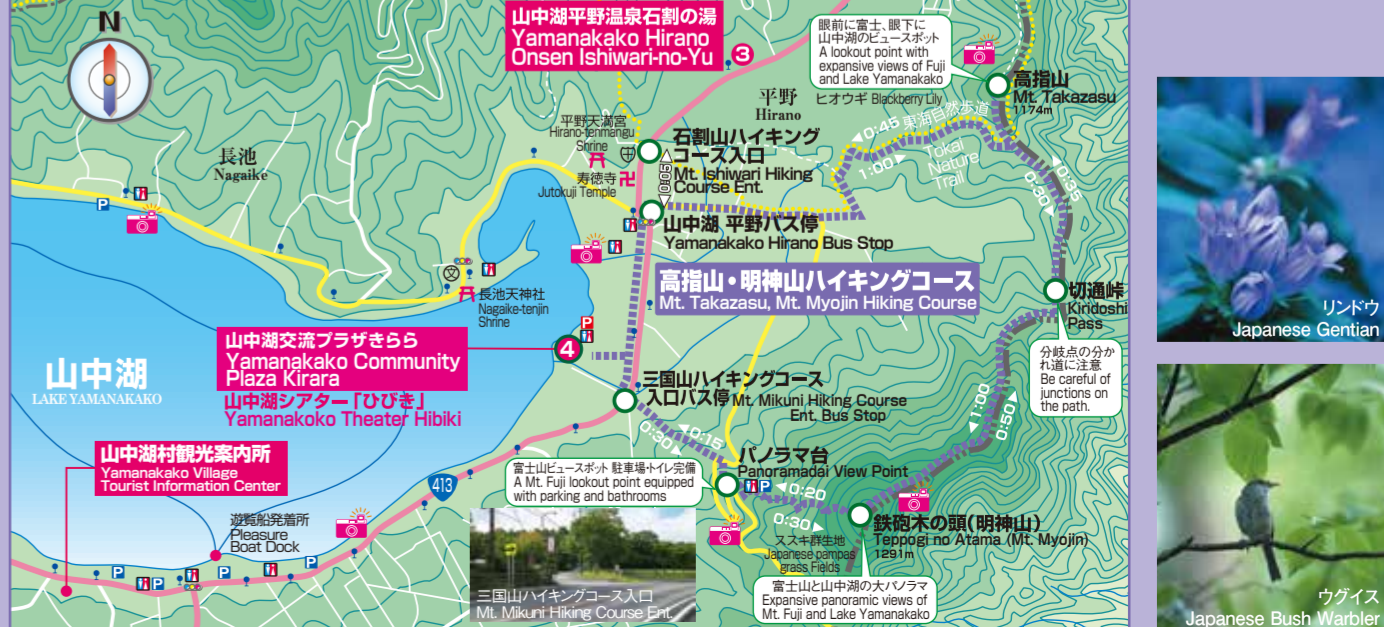 N
山中湖平野温泉石割の湯
Yamanakako Hirano
Onsen Ishiwari-no-Yu
3
眼前に富士、眼下に
山中湖のビュースポット
A lookout point with
expansive views of Fuji
and Lake Yamanakako
高指山
Mt. Takazasu
1174m
平野
Hirano
ヒオウギ Blackberry Lily
平野天満宮
Hirano-tenmangu
Shrine
石割山ハイキング
コース入口
Mt. Ishiwari Hiking
Course Ent.
0:45
東海自然歩道
1:00
Tokai
Nature
Trail
長池
Nagaike
寿徳寺
Jutokuji Temple
0:05
0:35
0:30
P
山中湖 平野バス停
Yamanakako Hirano Bus Stop
高指山・明神山ハイキングコース
Mt. Takazasu, Mt. Myojin Hiking Course
切通峠
Kiridoshi
Pass
文
長池天神社
Nagaike-tenjin
Shrine
P
4
山中湖交流プラザきらら
Yamanakako Community
Plaza Kirara
山中湖シアター「ひびき」
Yamanakoko Theater Hibiki
分岐点の分か
れ道に注意
Be careful of
junctions on
the path.
山中湖
LAKE YAMANAKAKO
三国山ハイキングコース
入口バス停 Mt. Mikuni Hiking Course
Ent. Bus Stop
1:00
0:50
0:15
0:30
山中湖村観光案内所
Yamanakako Village
Tourist Information Center
パノラマ台
Panoramadai View Point
P
富士山ビュースポット 駐車場・トイレ完備
A Mt. Fuji lookout point equipped
with parking and bathrooms
413
0:20
0:30
鉄砲木の頭(明神山)
Teppogi no Atama (Mt. Myojin)
1291m
遊覧船発着所
Pleasure
Boat Dock
ススキ群生地
Japanese pampas
grass Fields
P
P
P
P
三国山ハイキングコース入口
Mt. Mikuni Hiking Course Ent.
富士山と山中湖の大パノラマ
Expansive panoramic views of
Mt. Fuji and Lake Yamanakako
リンドウ
Japanese Gentian
ウグイス
Japanese Bush Warbler